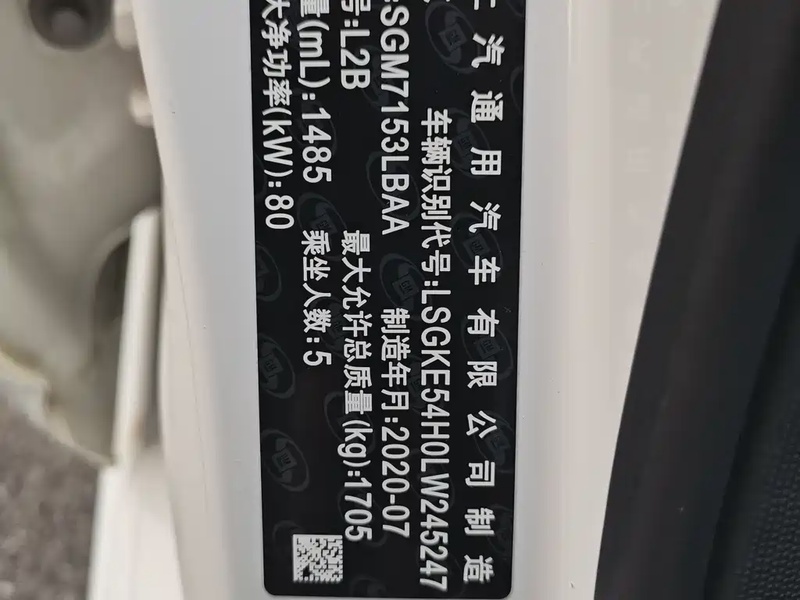 汽通用汽车有限公司制造
车辆识别代号:LSGKE54H0LW245247
:SGM7153LBAA 制造年月:2020-07
号:L2B 最大允许总质量(kg):1705
量(mL):1485 乘坐人数:5
大净功率(kW):80